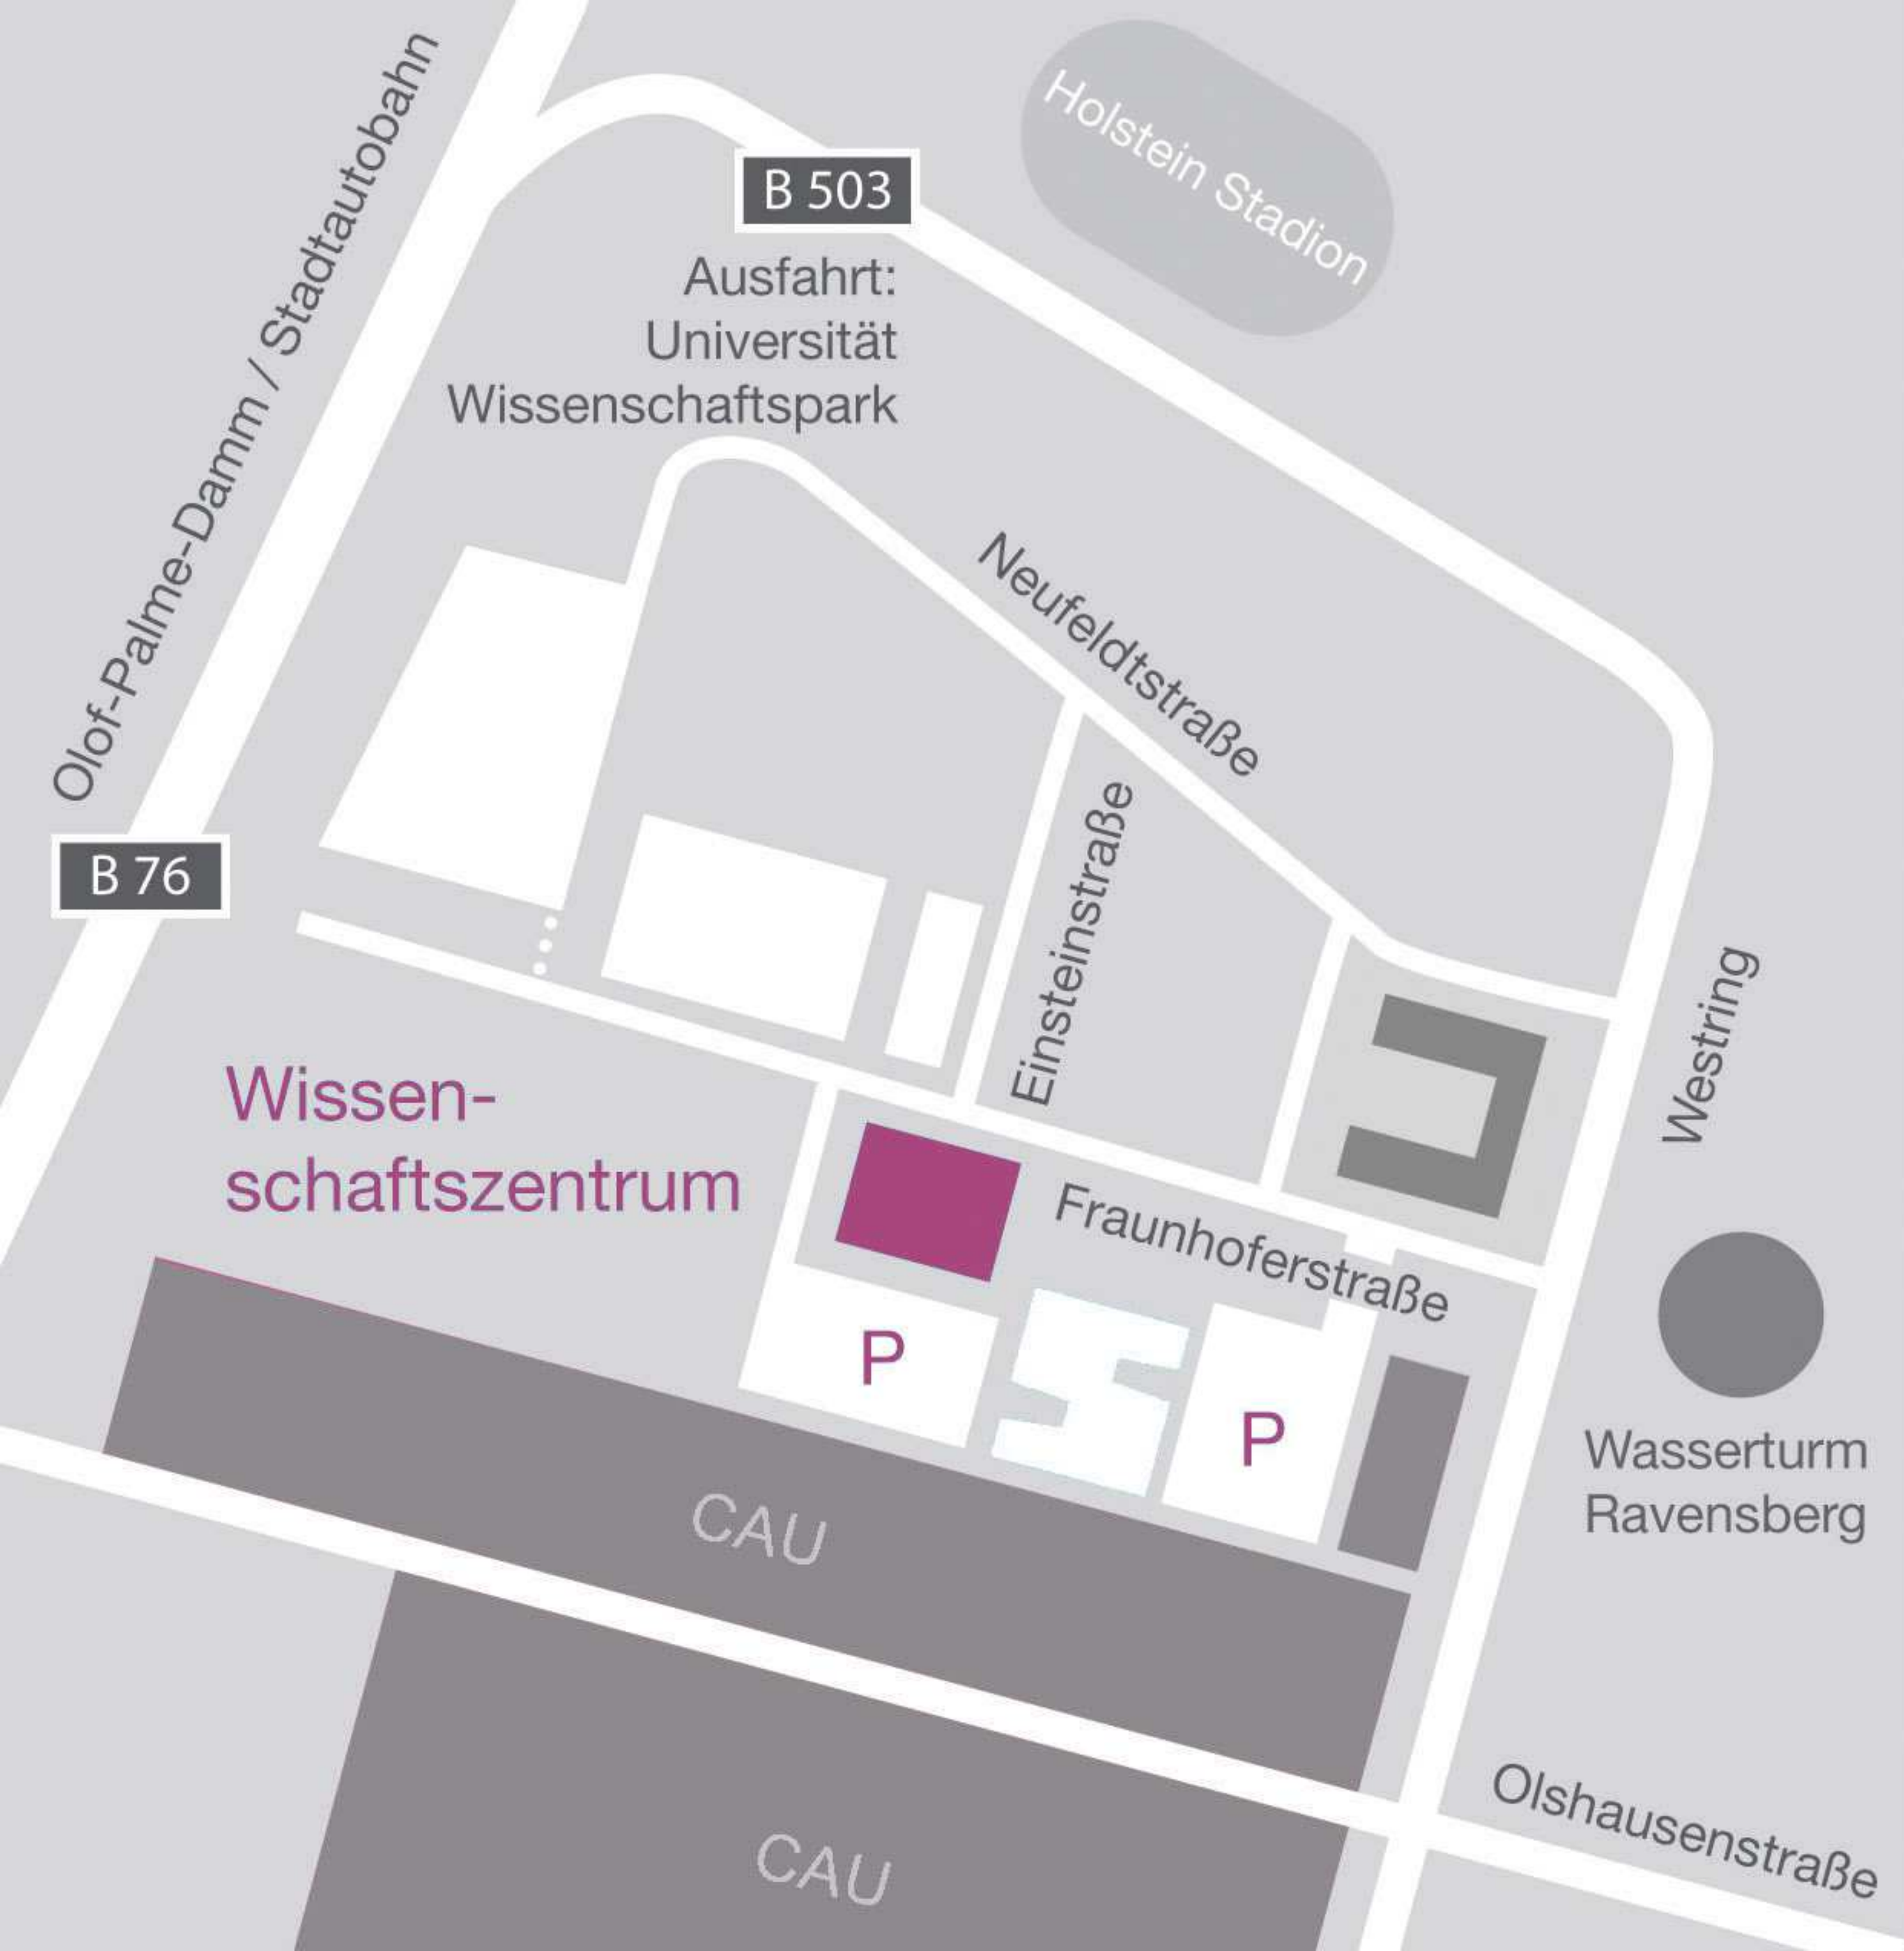 Olof-Palme-Damm / Stadtautobahn
Holstein Stadion
B 503
Ausfahrt:
Universität
Wissenschaftspark
Neufeldtstraße
Einsteinstraße
B 76
Westring
Wissen-
schaftszentrum
Fraunhoferstraße
P
P
Wasserturm
Ravensberg
CAU
Olshausenstraße
CAU